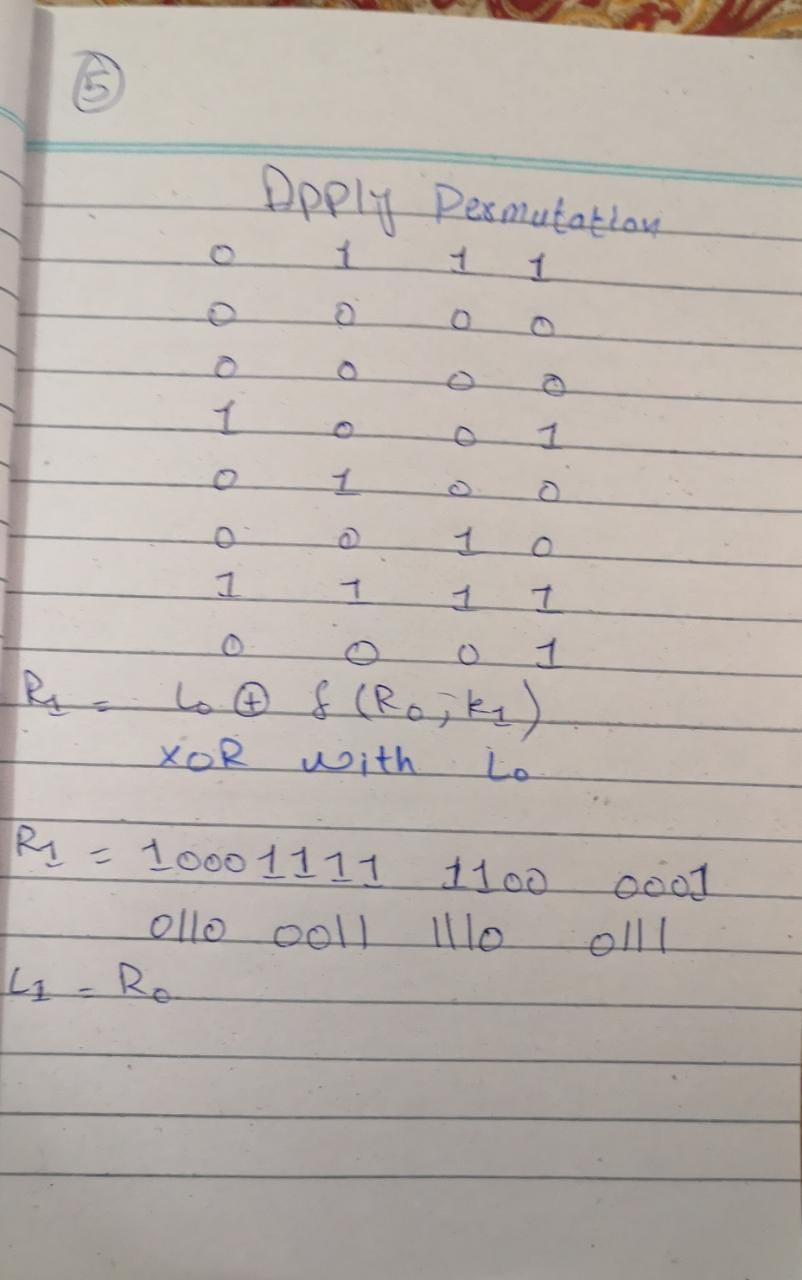 5
Apply Permutation
0 1 1 1
0 0 0 0
0 0 0 0
1 0 0 1
0 1 0 0
0 0 1 0
1 1 1 1
0 0 0 1
R1 = L0 ⊕ f (R0, k1)
XOR with L0
R1 = 10001111 1100 0001
0110 0011 1110 0111
L1 = R0